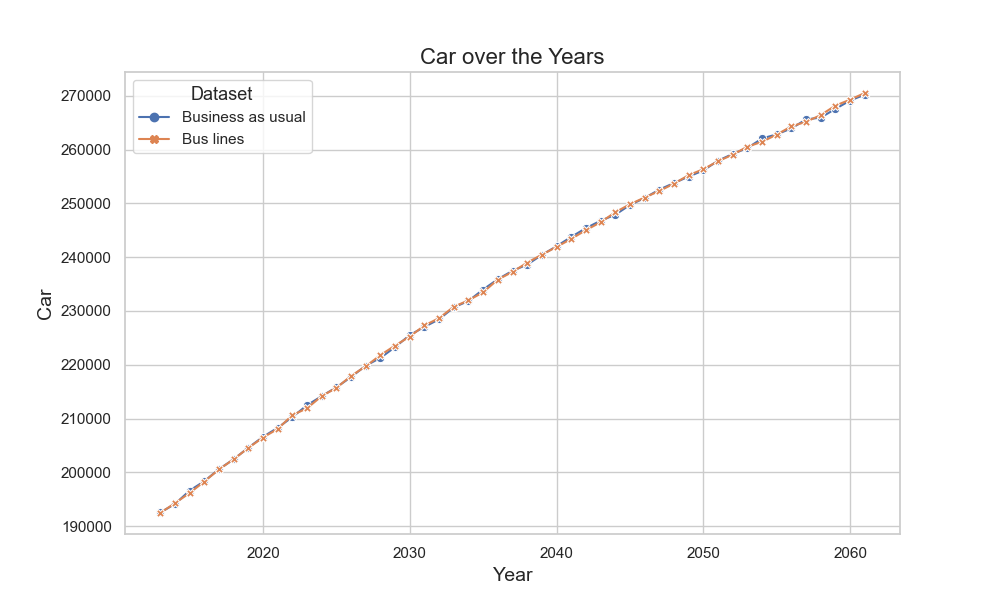 Car over the Years
Dataset
Business as usual
Bus lines
Car
270000
260000
250000
240000
230000
220000
210000
200000
190000
2020
2030
2040
2050
2060
Year